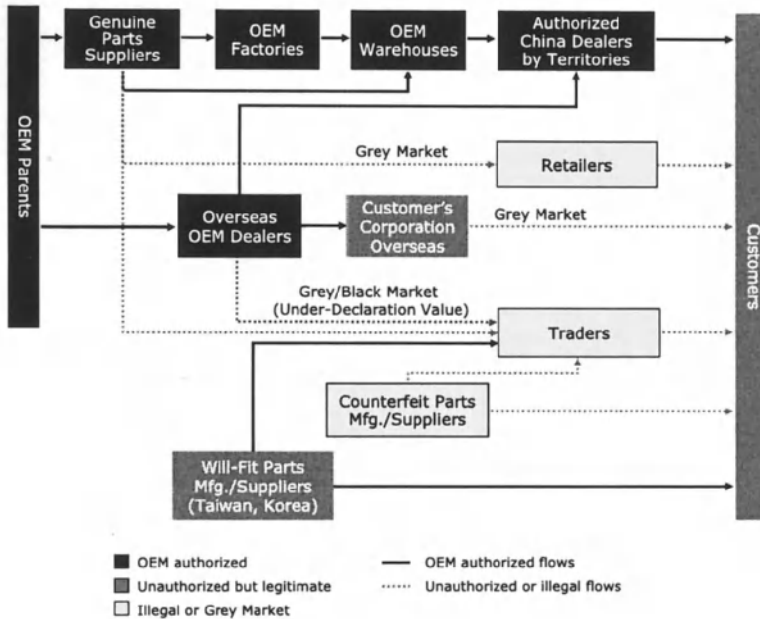 Genuine
Parts
Suppliers
OEM
Factories
OEM
Warehouses
Authorized
China Dealers
by Territories
OEM Parents
Grey Market
Retailers
Overseas
OEM Dealers
Customer's
Corporation
Overseas
Grey Market
Customers
Grey/Black Market
(Under-Declaration Value)
Traders
Counterfeit Parts
Mfg./Suppliers
Will-Fit Parts
Mfg./Suppliers
(Taiwan, Korea)
OEM authorized
OEM authorized flows
Unauthorized but legitimate
Unauthorized or illegal flows
Illegal or Grey Market